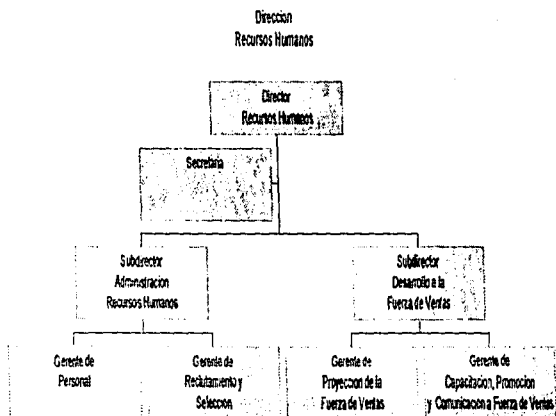 Direccion
Recursos Humanos
Director
Recursos Humanos
Secretaria
Subdirector
Administracion
Recursos Humanos
Subdirector
Desarrollo a la
Fuerza de Ventas
Gerente de
Personal
Gerente de
Reclutamiento y
Seleccion
Gerente de
Proyeccion de la
Fuerza de Ventas
Gerente de
Capacitacion, Promocion
y Comunicacion a Fuerza de Ventas